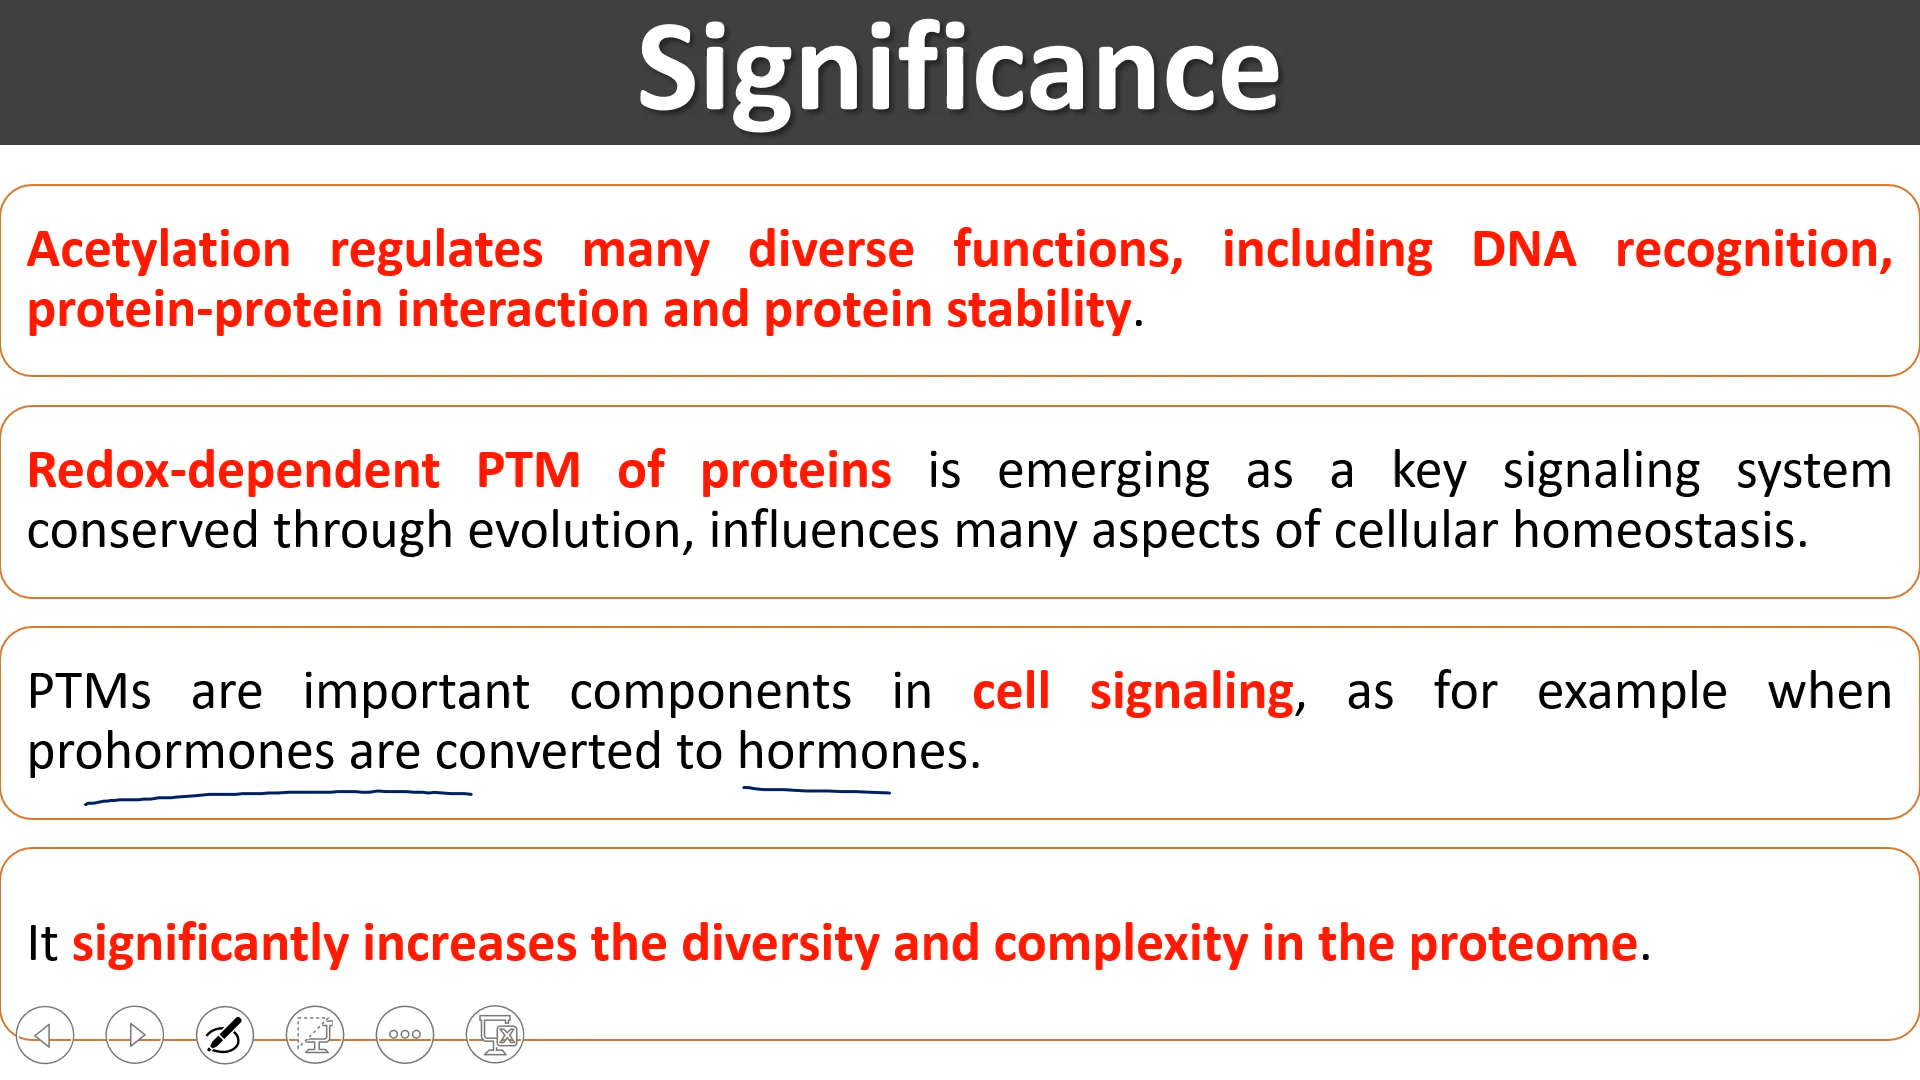 Significance
Acetylation regulates many diverse functions, including DNA recognition,
protein-protein interaction and protein stability.
Redox-dependent PTM of proteins is emerging as a key signaling system
conserved through evolution, influences many aspects of cellular homeostasis.
PTMs are important components in cell signaling, as for example when
prohormones are converted to hormones.
It significantly increases the diversity and complexity in the proteome.